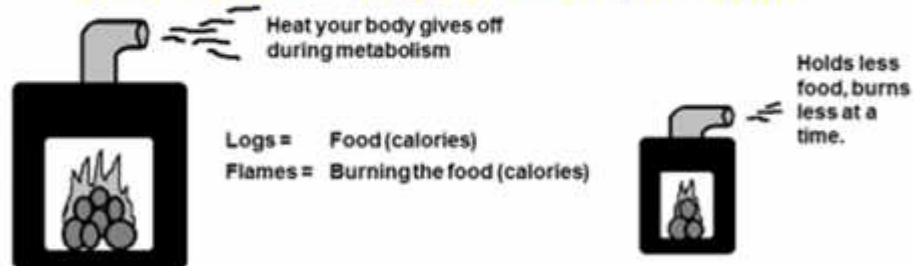 Heat your body gives off
during metabolism
Holds less
food, burns
less at a
time.
Logs = Food (calories)
Flames = Burning the food (calories)